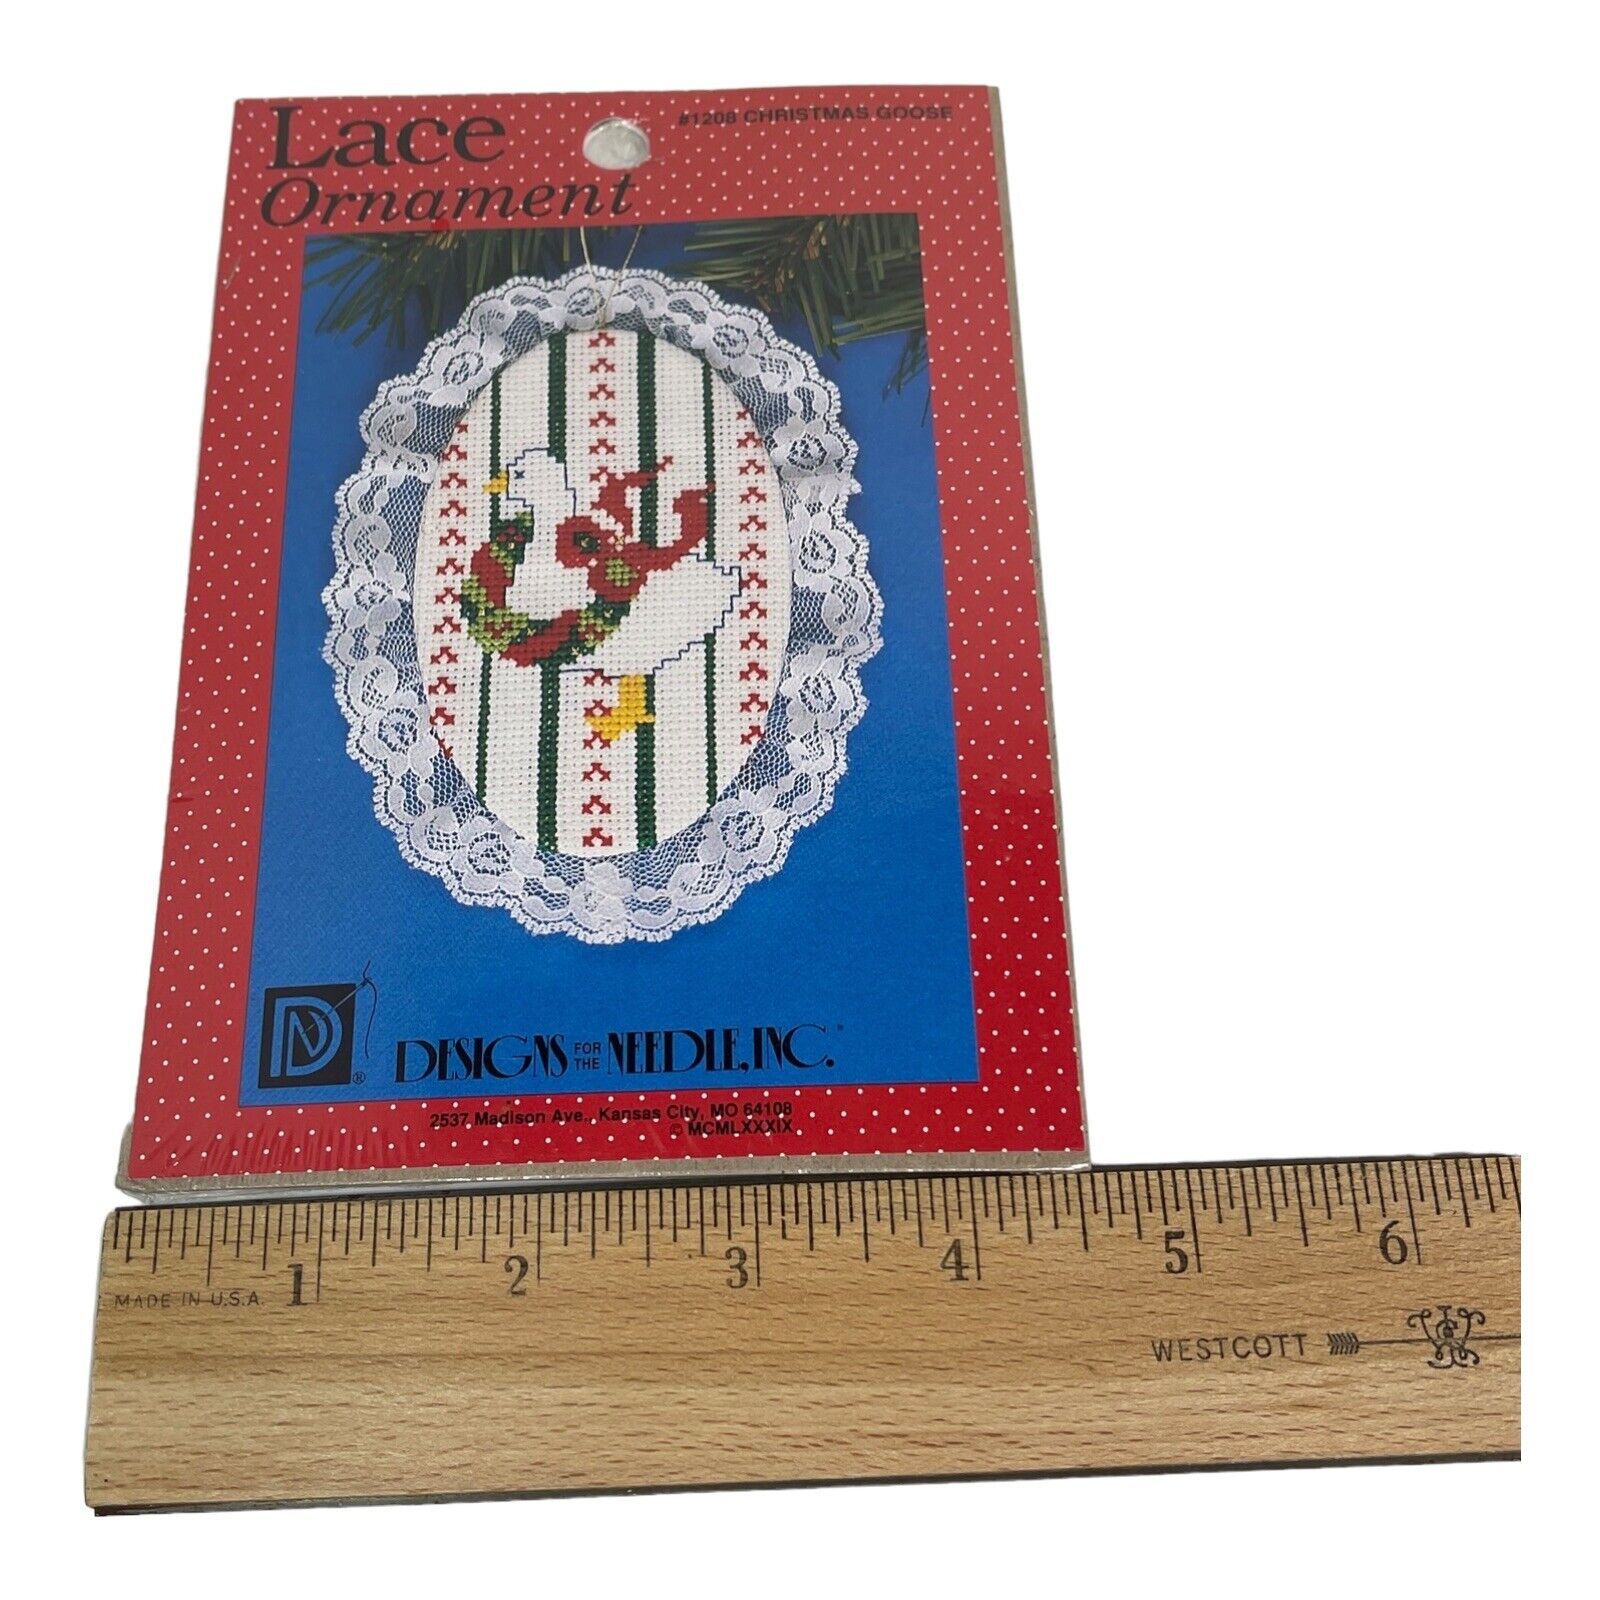 Lace
Ornament
#1208 CHRISTMAS GOOSE
DN ®
DESIGNS FOR THE NEEDLE, INC.
2537 Madison Ave., Kansas City, MO 64108
© MCMLXXXIX
1 2 3 4 5 6
MADE IN U.S.A.
WESTCOTT